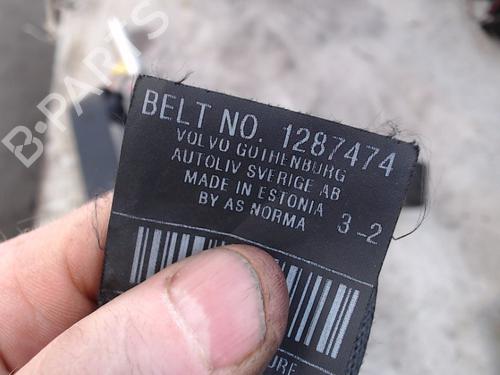 B-PARTS
BELT NO. 1287474
VOLVO GOTHENBURG
AUTOLIV SVERIGE AB
MADE IN ESTONIA
BY AS NORMA 3-2